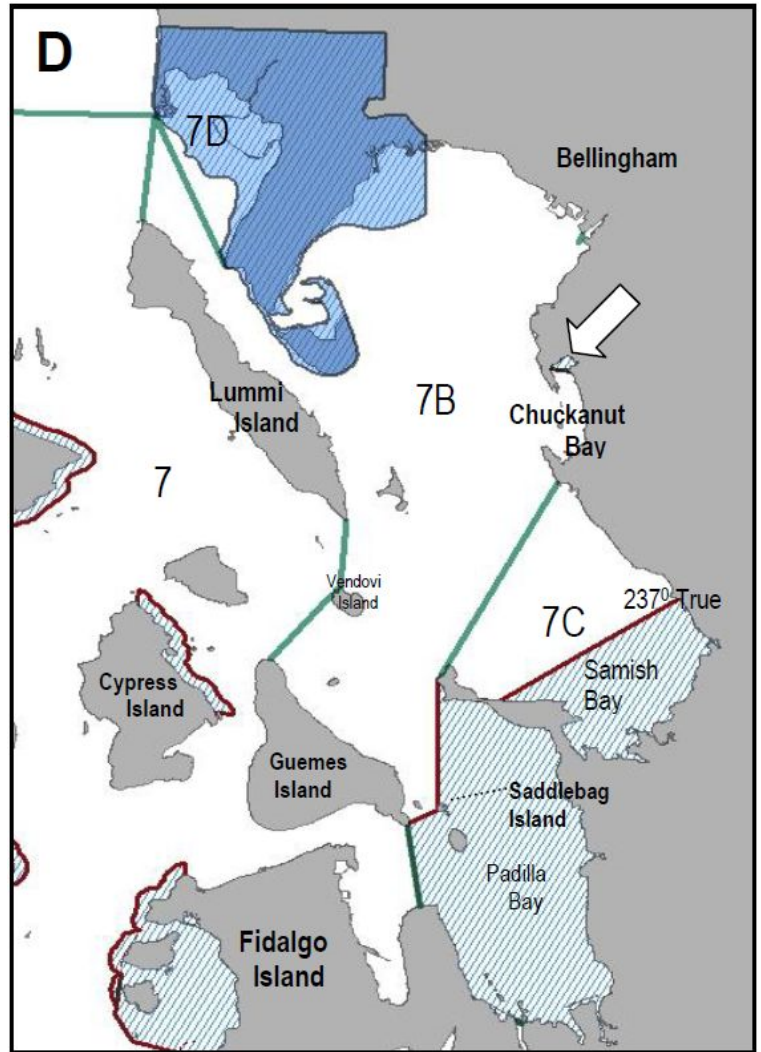 D
7D
Bellingham
Lummi
Island
7B
Chuckanut
Bay
7
Vendovi
Island
237⁰ True
7C
Samish
Bay
Cypress
Island
Guemes
Island
Saddlebag
Island
Padilla
Bay
Fidalgo
Island